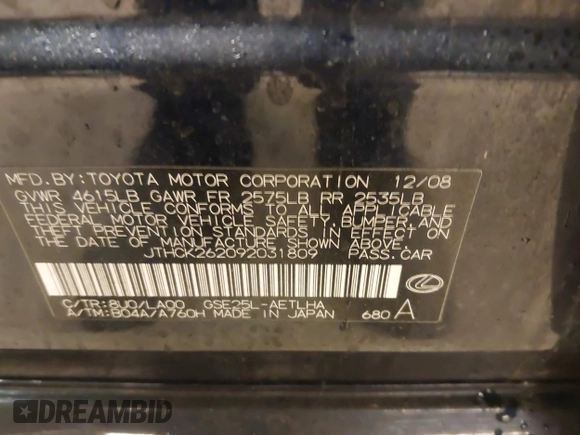 MFD.BY:TOYOTA MOTOR CORPORATION 12/08
GVWR 4615LB GAWR FR 2575LB RR 2535LB
THIS VEHICLE CONFORMS TO ALL APPLICABLE
FEDERAL MOTOR VEHICLE SAFETY, BUMPER AND
THEFT PREVENTION STANDARDS IN EFFECT ON
THE DATE OF MANUFACTURE SHOWN ABOVE.
JTHCK262092031809 PASS.CAR
C/TR:8U0/LA00 GSE25L-AETLHA
A/TM:B04A/A760H MADE IN JAPAN 680 A
DREAMBID